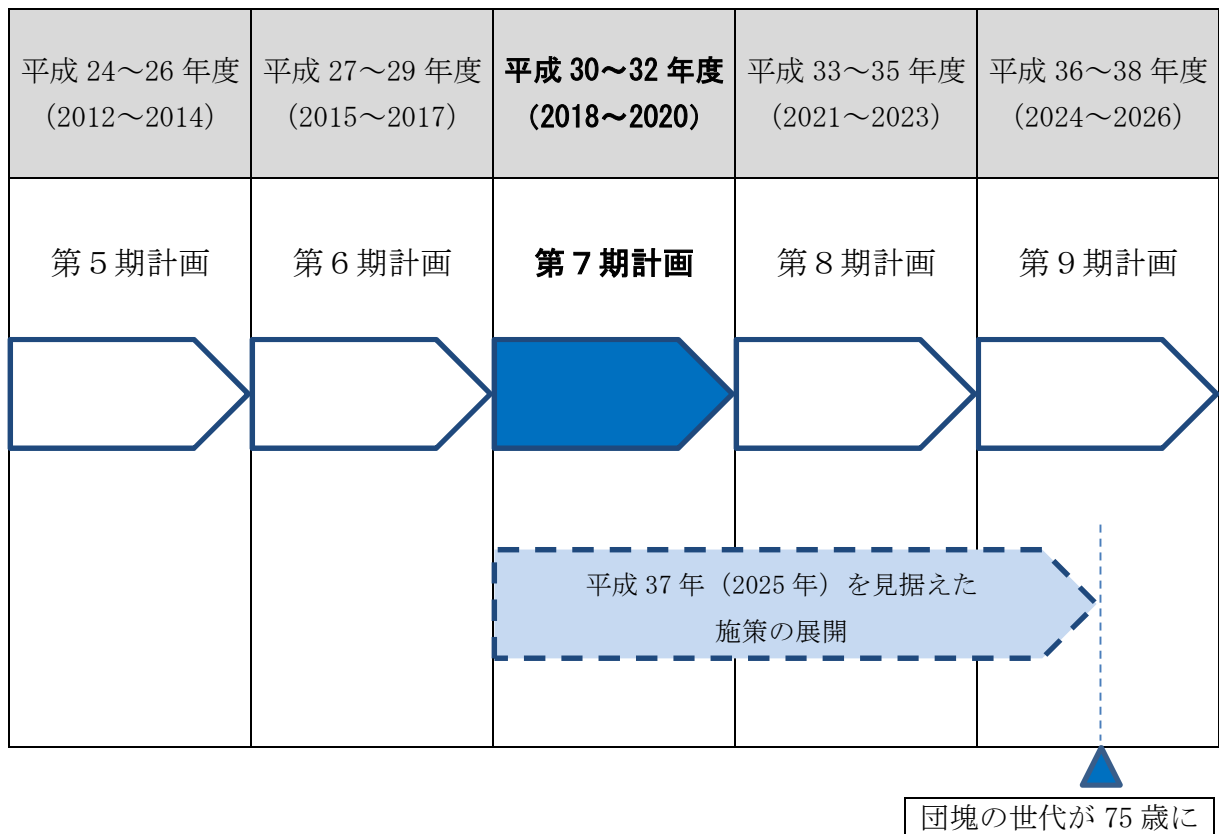 平成 24～26 年度
（2012～2014）
平成 27～29 年度
（2015～2017）
平成 30～32 年度
（2018～2020）
平成 33～35 年度
（2021～2023）
平成 36～38 年度
（2024～2026）
第５期計画
第６期計画
第７期計画
第８期計画
第９期計画
平成 37 年（2025 年）を見据えた
施策の展開
団塊の世代が 75 歳に